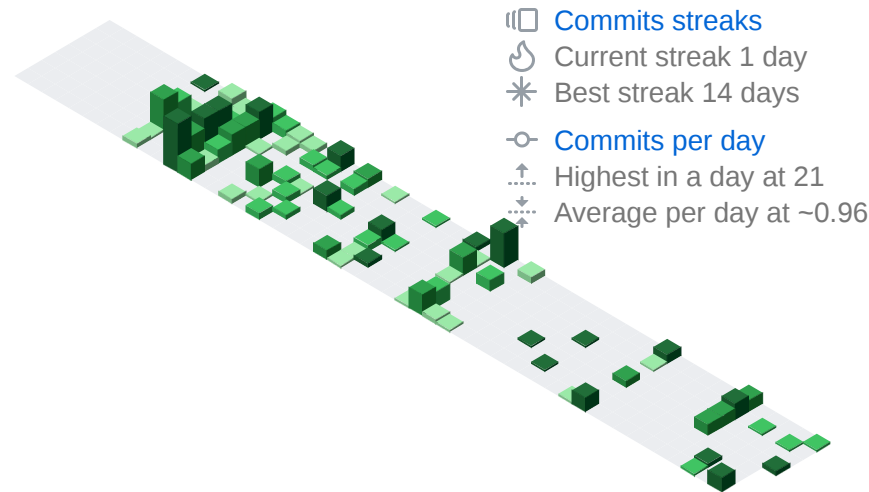 Commits streaks
Current streak 1 day
Best streak 14 days
Commits per day
Highest in a day at 21
Average per day at ~0.96